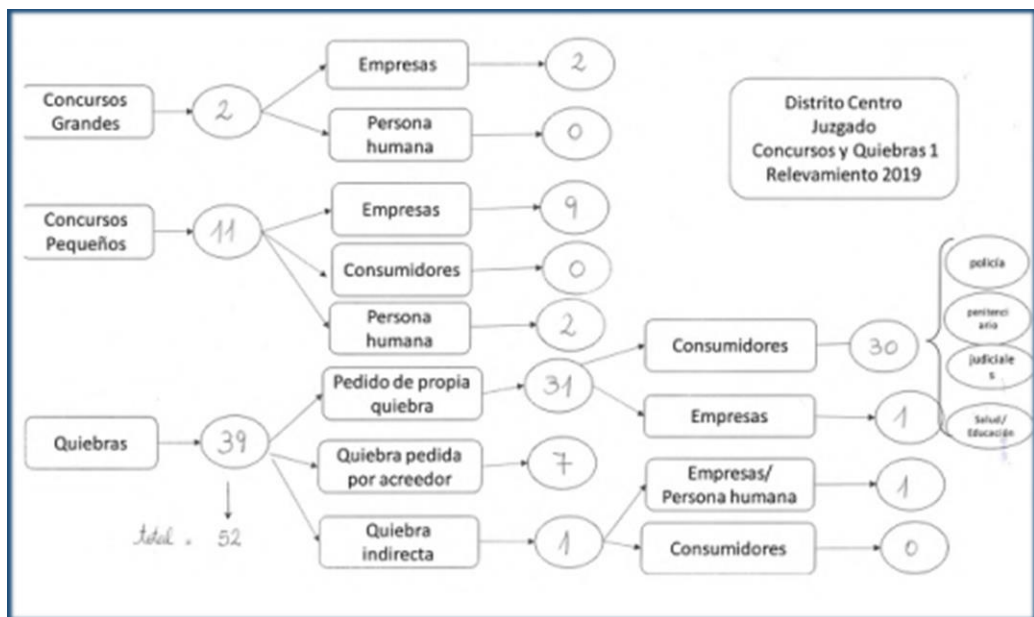 Concursos
Grandes
2
Empresas
2
Persona
humana
0
Distrito Centro
Juzgado
Concursos y Quiebras 1
Relevamiento 2019
Concursos
Pequeños
11
Empresas
9
Consumidores
0
Persona
humana
2
Quiebras
39
total = 52
Pedido de propia
quiebra
31
Consumidores
30
policía
penitenci
ario
judiciale
s
Salud/
Educación
Empresas
1
Quiebra pedida
por acreedor
7
Quiebra
indirecta
1
Empresas/
Persona humana
1
Consumidores
0